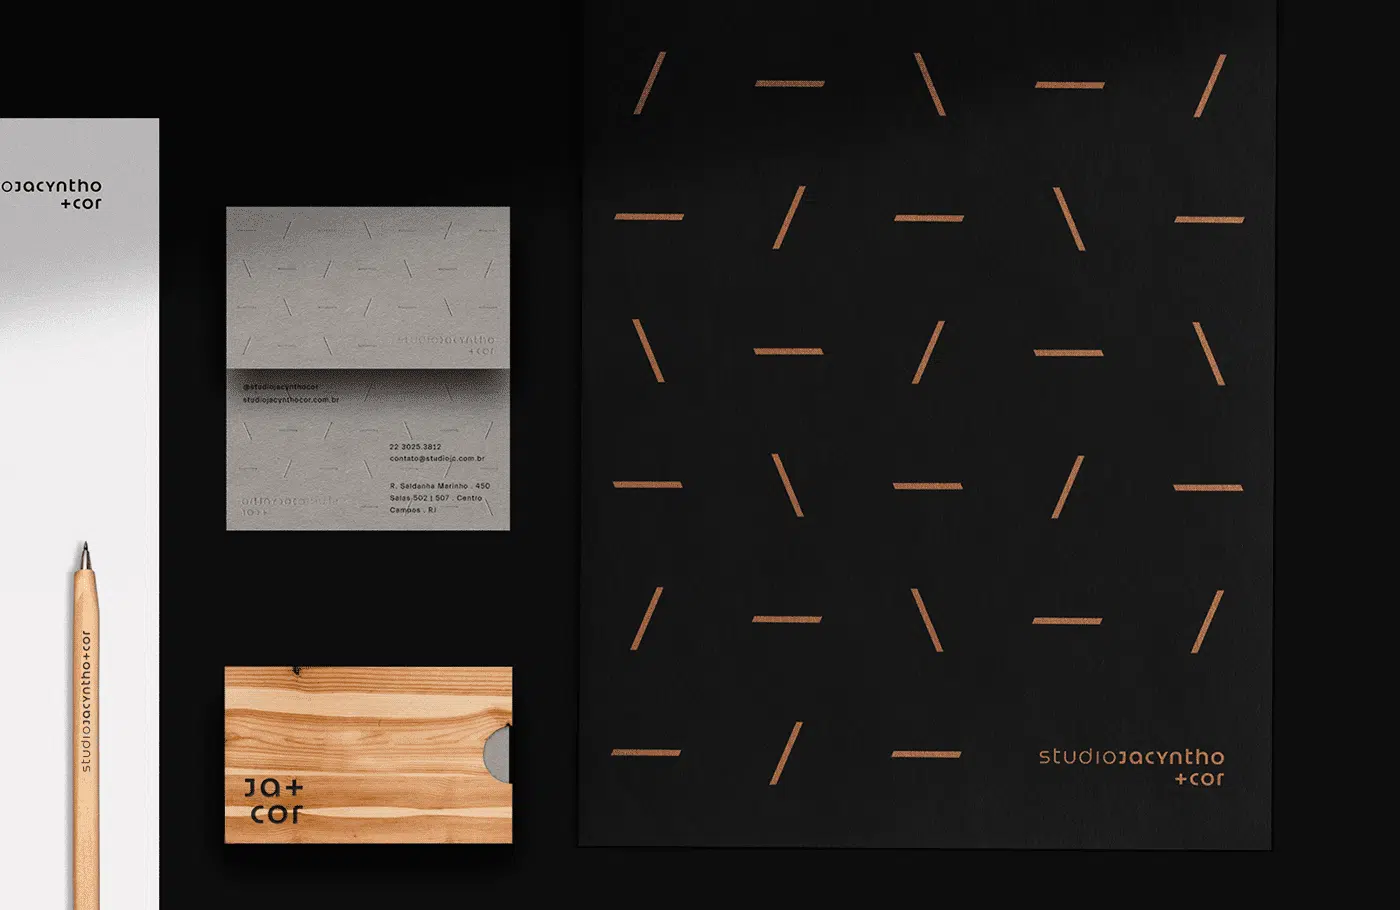 oJacyntho
+cor
studioJacyntho+cor
studioJacyntho
+cor
@studiojacynthocor
studiojacynthocor.com.br
22 3025.3812
contato@studiojc.com.br
R. Saldanha Marinho . 450
Salas 502 | 507 . Centro
Campos . RJ
Ja+
cor
studioJacyntho
+cor